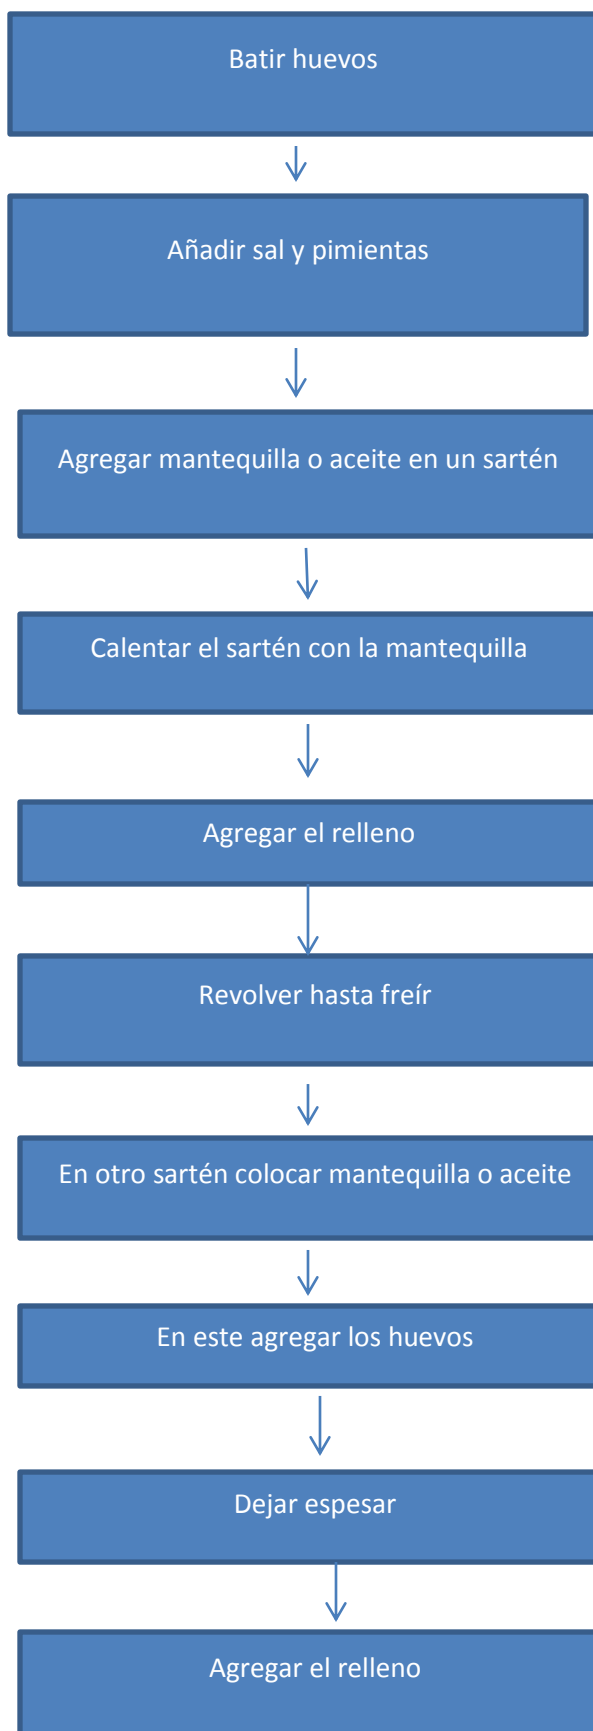 Batir huevos
Añadir sal y pimientas
Agregar mantequilla o aceite en un sartén
Calentar el sartén con la mantequilla
Agregar el relleno
Revolver hasta freír
En otro sartén colocar mantequilla o aceite
En este agregar los huevos
Dejar espesar
Agregar el relleno